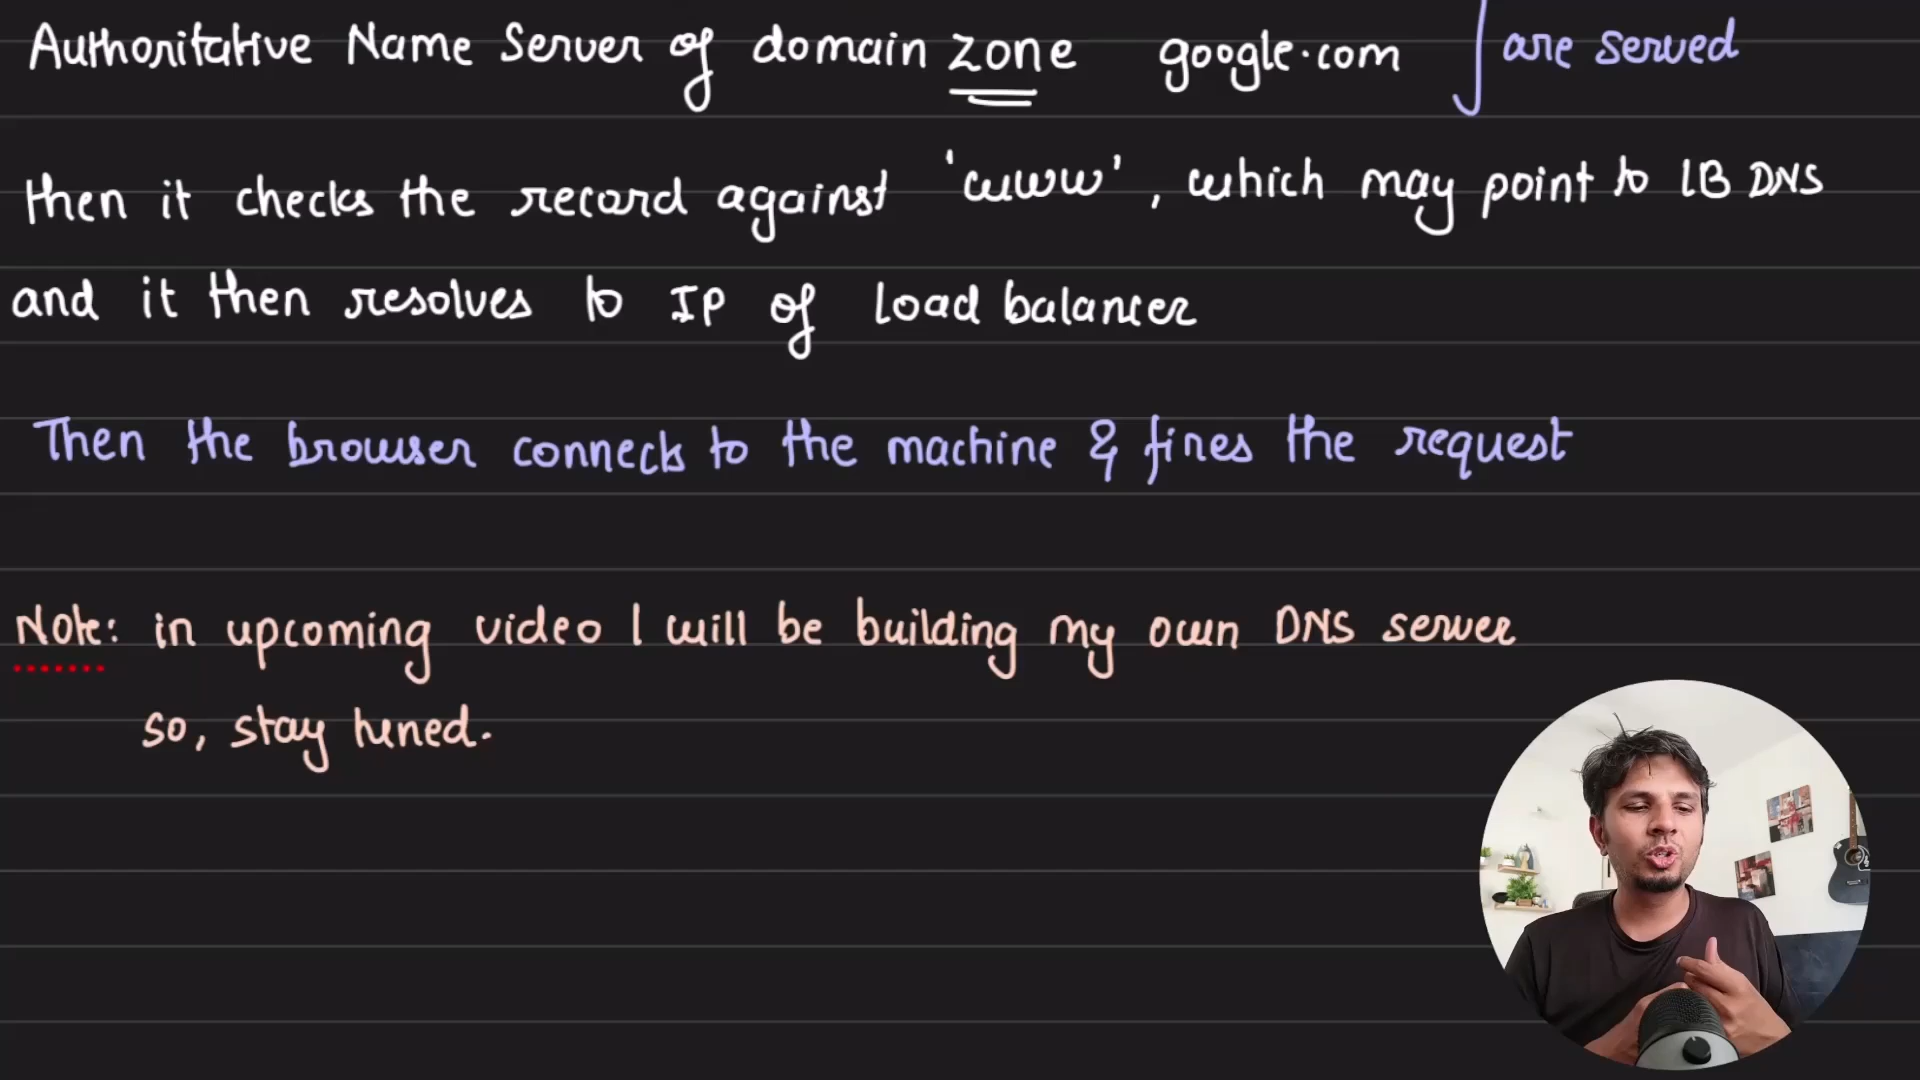 Authoritative Name Server of domain zone google.com are served
then it checks the record against 'www', which may point to LB DNS
and it then resolves to IP of load balancer
Then the browser connects to the machine & fires the request
Note: in upcoming video I will be building my own DNS server
so, stay tuned.